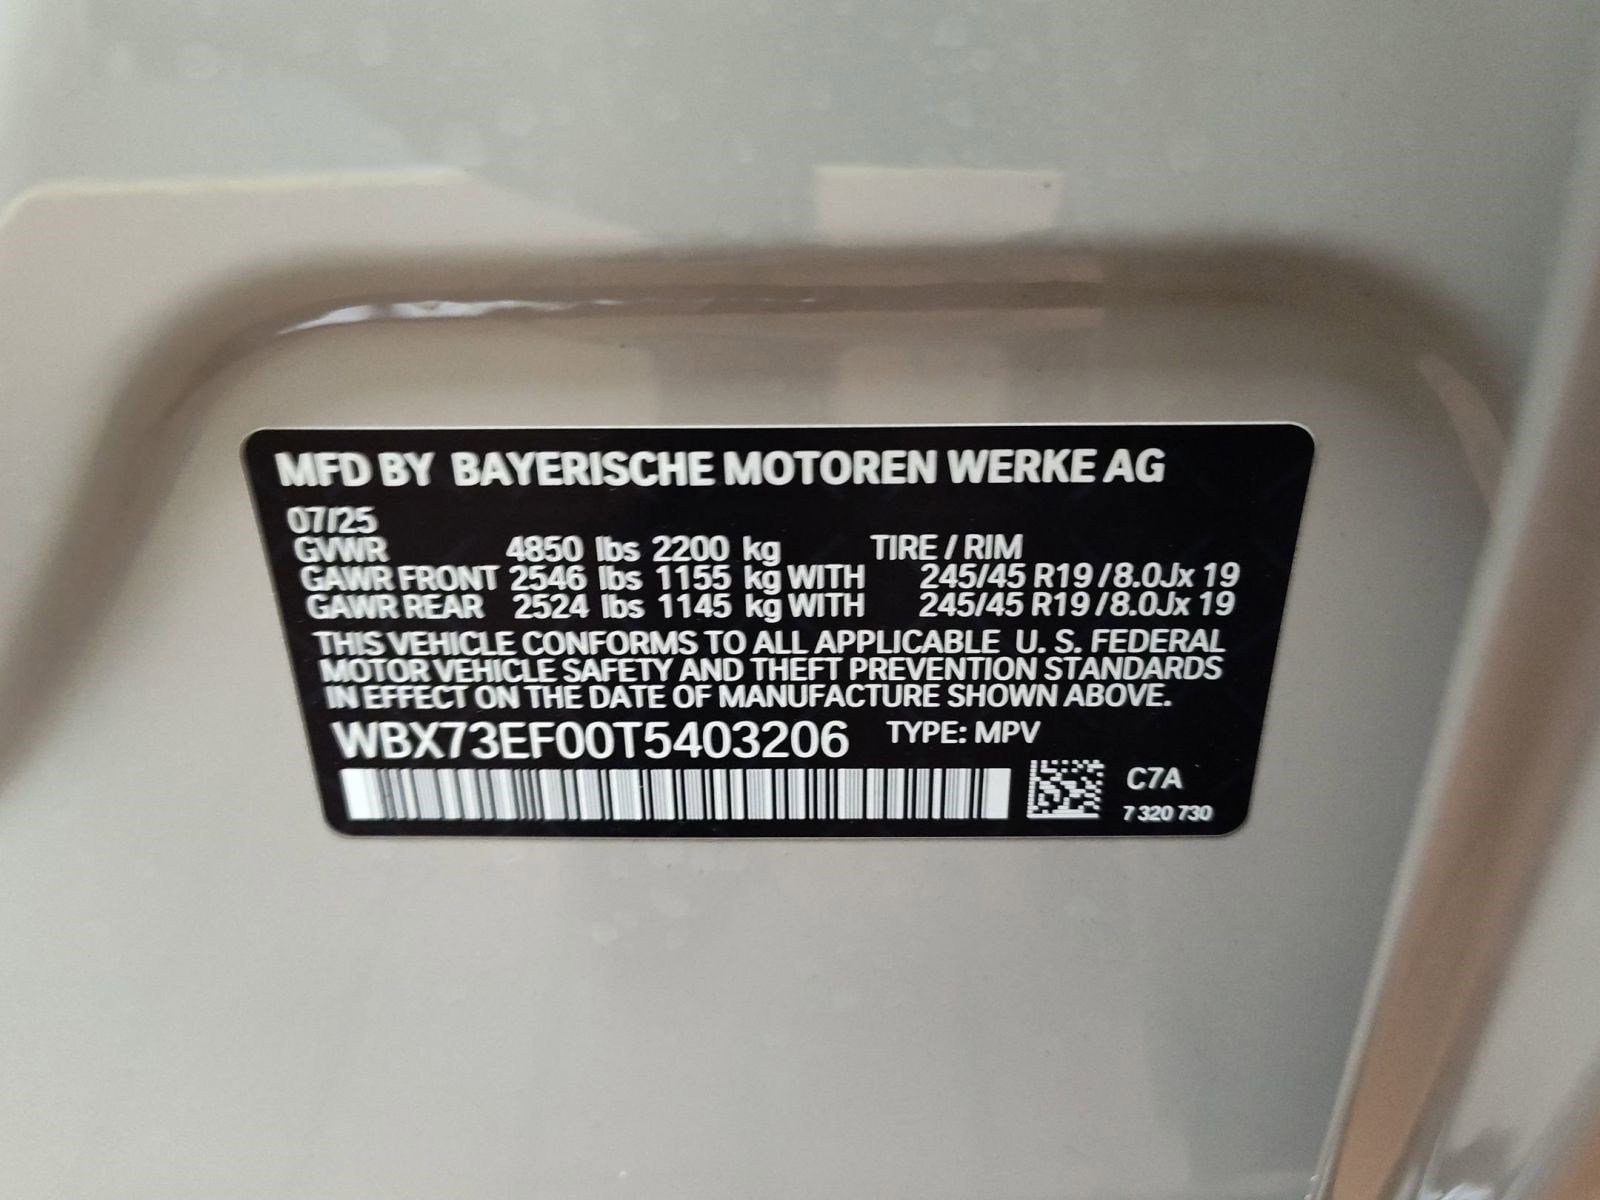 MFD BY BAYERISCHE MOTOREN WERKE AG
07/25
GVWR 4850 lbs 2200 kg TIRE / RIM
GAWR FRONT 2546 lbs 1155 kg WITH 245/45 R19 / 8.0Jx 19
GAWR REAR 2524 lbs 1145 kg WITH 245/45 R19 / 8.0Jx 19
THIS VEHICLE CONFORMS TO ALL APPLICABLE U. S. FEDERAL
MOTOR VEHICLE SAFETY AND THEFT PREVENTION STANDARDS
IN EFFECT ON THE DATE OF MANUFACTURE SHOWN ABOVE.
WBX73EF00T5403206 TYPE: MPV
C7A
7 320 730